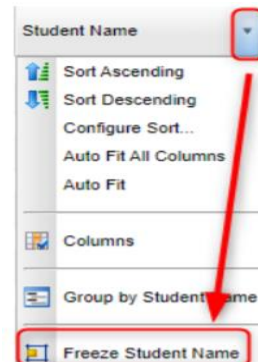 Student Name
Sort Ascending
Sort Descending
Configure Sort...
Auto Fit All Columns
Auto Fit
Columns
Group by Student Name
Freeze Student Name